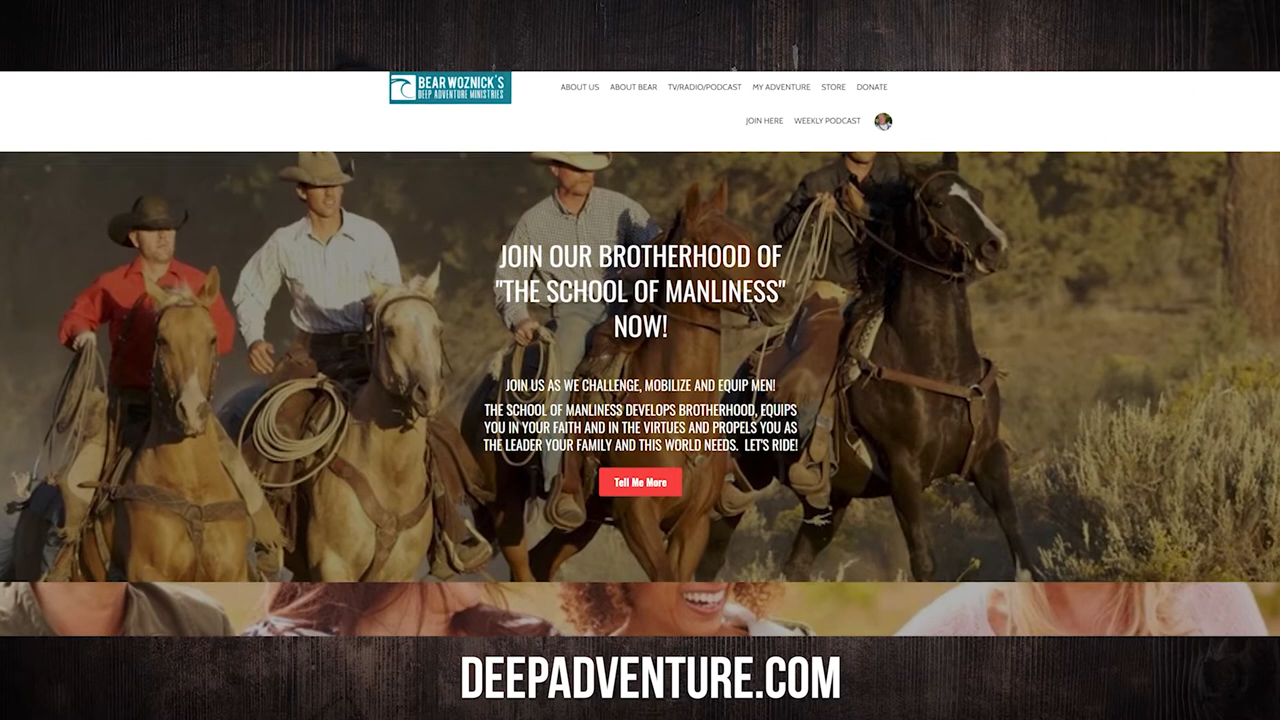 BEAR WOZNICK'S
DEEP ADVENTURE MINISTRIES
ABOUT US ABOUT BEAR TV/RADIO/PODCAST MY ADVENTURE STORE DONATE
JOIN HERE WEEKLY PODCAST
JOIN OUR BROTHERHOOD OF
"THE SCHOOL OF MANLINESS"
NOW!
JOIN US AS WE CHALLENGE, MOBILIZE AND EQUIP MEN!
THE SCHOOL OF MANLINESS DEVELOPS BROTHERHOOD, EQUIPS
YOU IN YOUR FAITH AND IN THE VIRTUES AND PROPELS YOU AS
THE LEADER YOUR FAMILY AND THIS WORLD NEEDS. LET'S RIDE!
Tell Me More
DEEPADVENTURE.COM